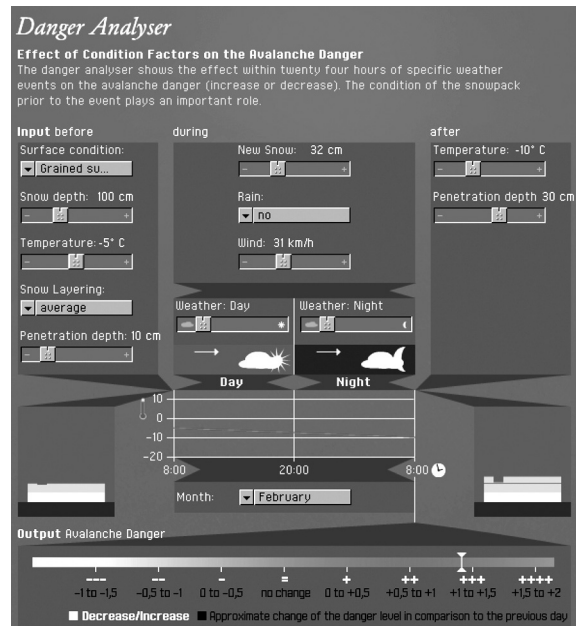 Danger Analyser
Effect of Condition Factors on the Avalanche Danger
The danger analyser shows the effect within twenty four hours of specific weather
events on the avalanche danger (increase or decrease). The condition of the snowpack
prior to the event plays an important role.
Input before
during
after
Surface condition:
Grained su...
Snow depth: 100 cm
- +
Temperature: -5° C
- +
Snow Layering:
average
Penetration depth: 10 cm
- +
New Snow: 32 cm
- +
Rain:
no
Wind: 31 km/h
- +
Temperature: -10° C
- +
Penetration depth 30 cm
- +
Weather: Day
Weather: Night
Day
Night
10
0
-10
-20
8:00 20:00 8:00
Month: February
Output Avalanche Danger
--- -- - = + ++ +++ ++++
-1 to -1,5 -0,5 to -1 0 to -0,5 no change 0 to +0,5 +0,5 to +1 +1 to +1,5 +1,5 to +2
Decrease/Increase Approximate change of the danger level in comparison to the previous day